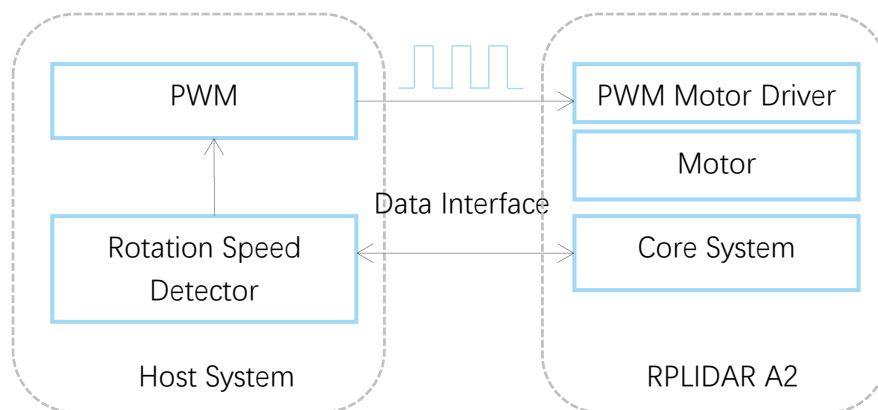 PWM
PWM Motor Driver
Motor
Data Interface
Rotation Speed
Detector
Core System
Host System
RPLIDAR A2